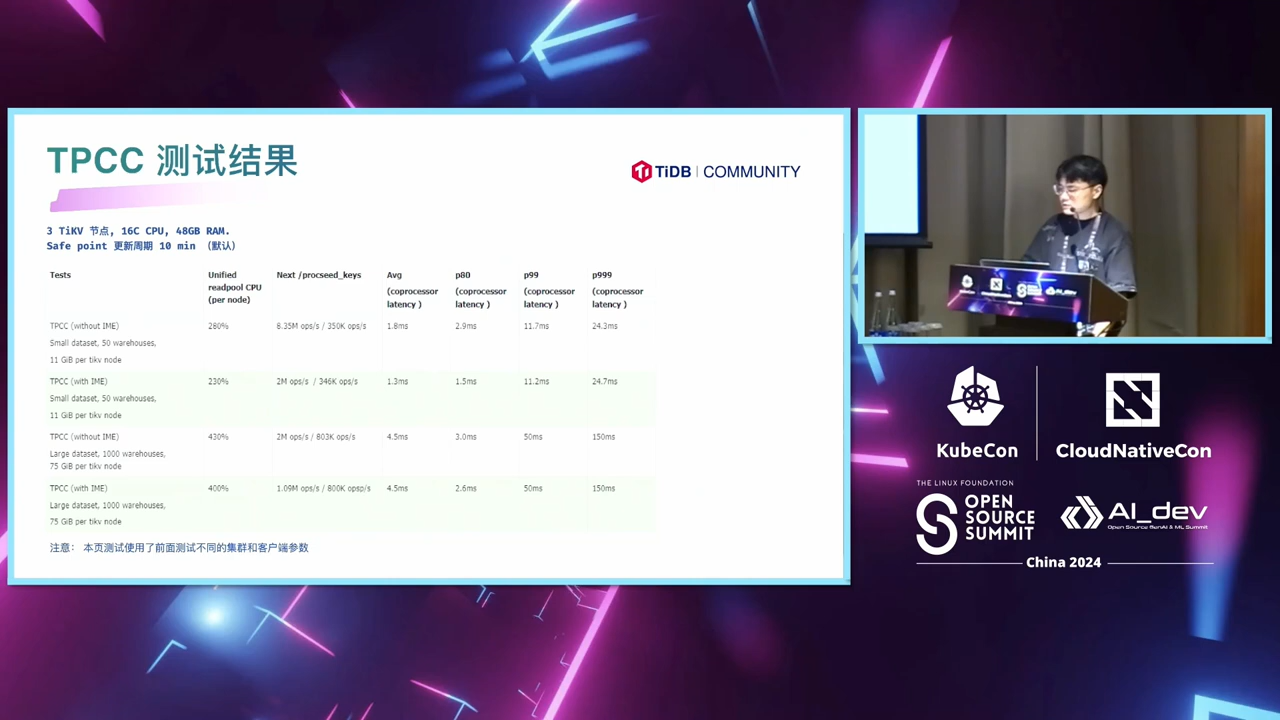 TPCC 测试结果
TiDB | COMMUNITY
3 TiKV 节点, 16C CPU, 48GB RAM.
Safe point 更新周期 10 min （默认）
Tests
Unified
readpool CPU
(per node)
Next /procseed_keys
Avg
(coprocessor
latency )
p80
(coprocessor
latency )
p99
(coprocessor
latency )
p999
(coprocessor
latency )
TPCC (without IME)
Small dataset, 50 warehouses,
11 GiB per tikv node
280%
8.35M ops/s / 350K ops/s
1.8ms
2.9ms
11.7ms
24.3ms
TPCC (with IME)
Small dataset, 50 warehouses,
11 GiB per tikv node
230%
2M ops/s / 346K ops/s
1.3ms
1.5ms
11.2ms
24.7ms
TPCC (without IME)
Large dataset, 1000 warehouses,
75 GiB per tikv node
430%
2M ops/s / 803K ops/s
4.5ms
3.0ms
50ms
150ms
TPCC (with IME)
Large dataset, 1000 warehouses,
75 GiB per tikv node
400%
1.09M ops/s / 800K opsp/s
4.5ms
2.6ms
50ms
150ms
注意： 本页测试使用了前面测试不同的集群和客户端参数
KubeCon
CloudNativeCon
THE LINUX FOUNDATION
OPEN
SOURCE
SUMMIT
AI_dev
Open Source GenAI & ML Summit
China 2024